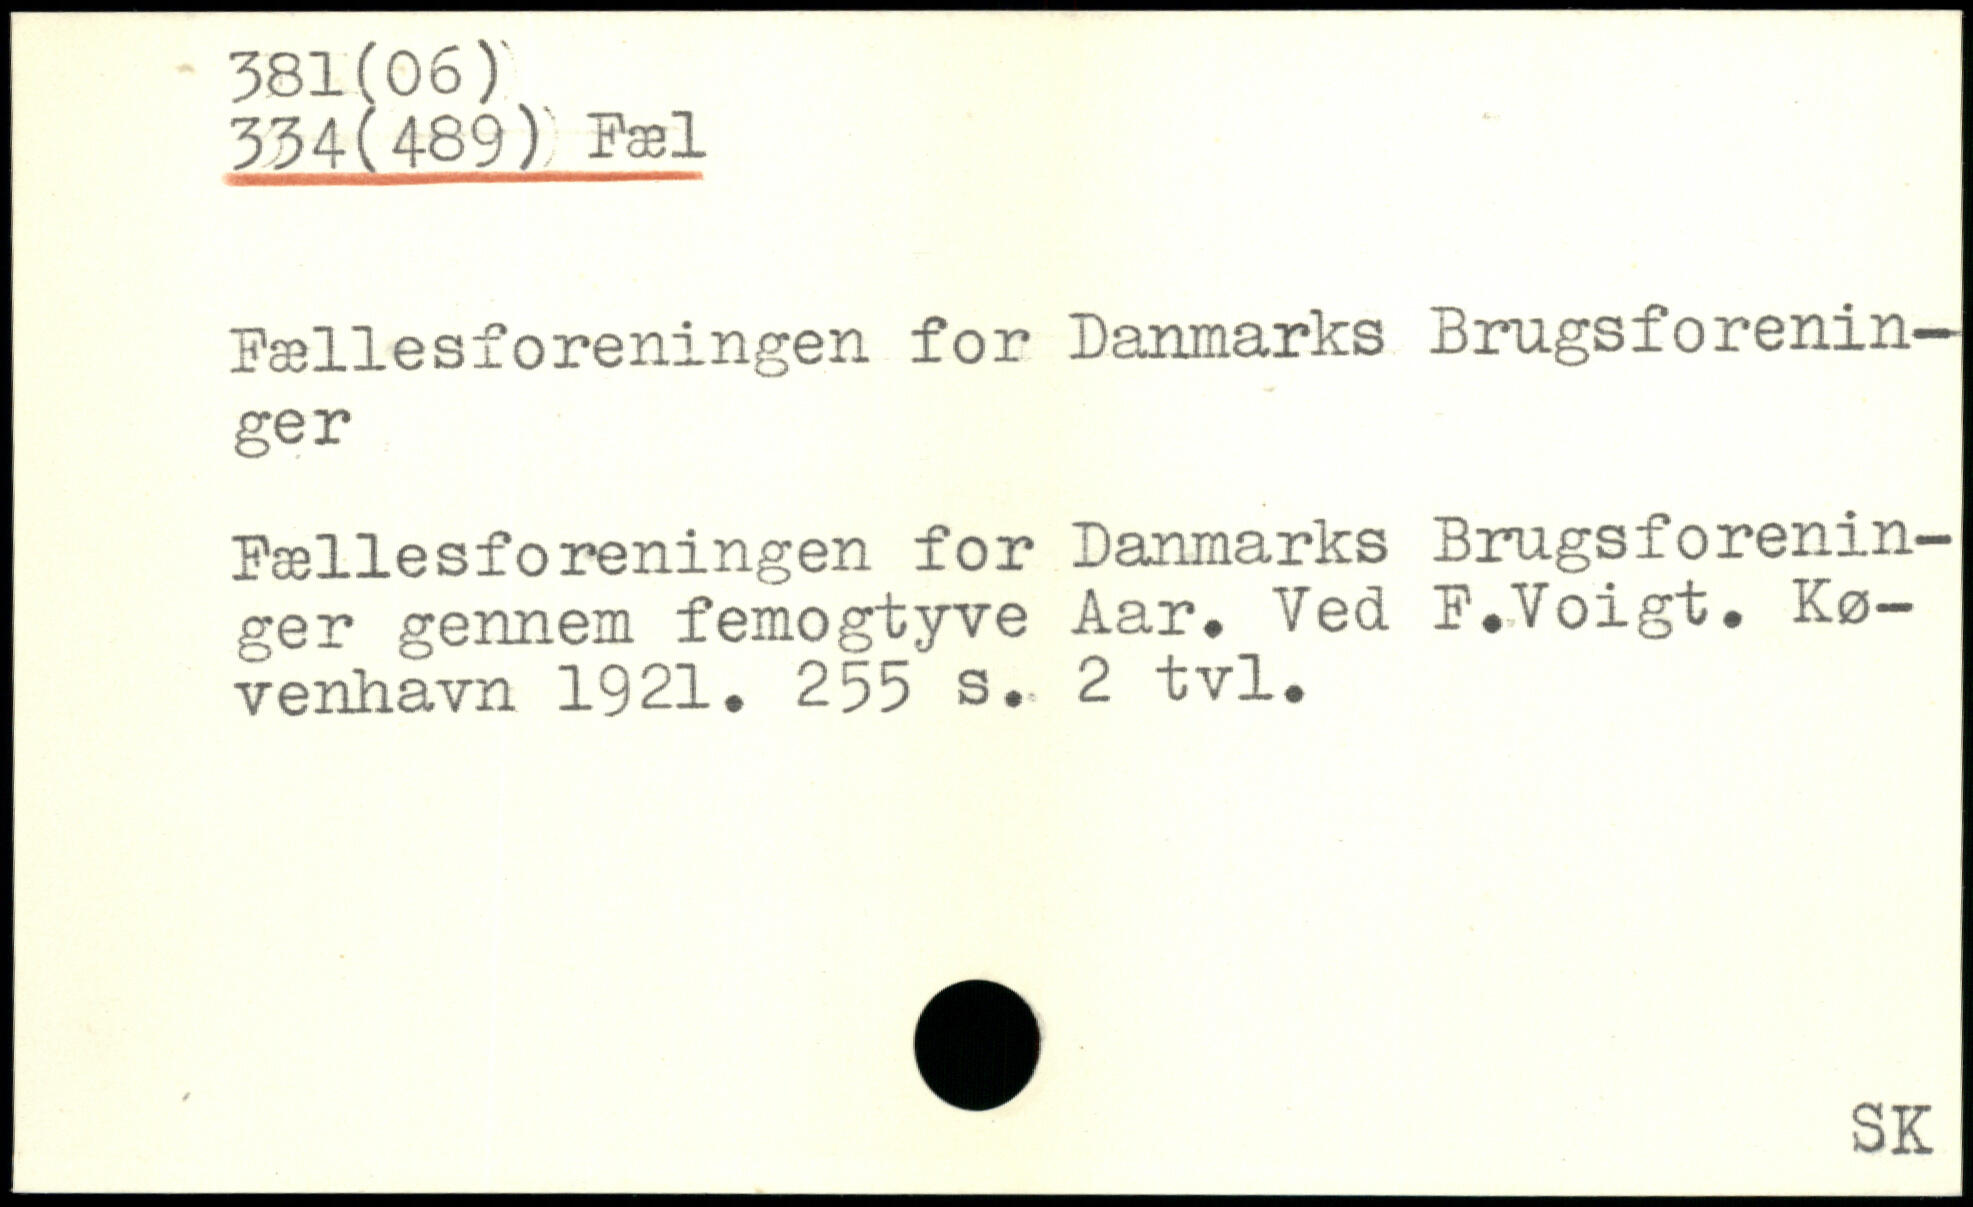 381(06)
334(489) Fæl
Fællesforeningen for Danmarks Brugsforenin-
ger
Fællesforeningen for Danmarks Brugsforenin-
ger gennem femogtyve Aar. Ved F.Voigt. Kø-
venhavn 1921. 255 s. 2 tvl.
SK